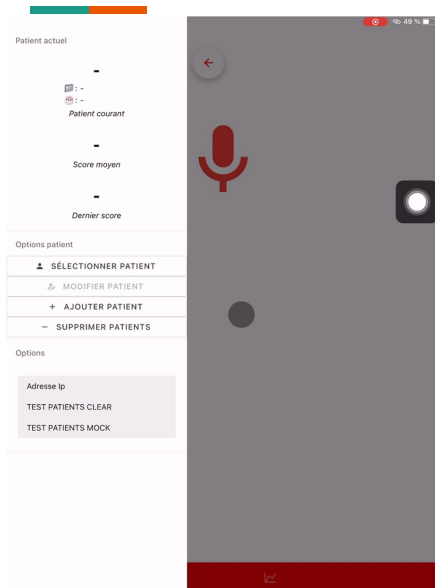 49 %
Patient actuel
-
: -
: -
Patient courant
-
Score moyen
-
Dernier score
Options patient
SÉLECTIONNER PATIENT
MODIFIER PATIENT
+ AJOUTER PATIENT
− SUPPRIMER PATIENTS
Options
Adresse Ip
TEST PATIENTS CLEAR
TEST PATIENTS MOCK